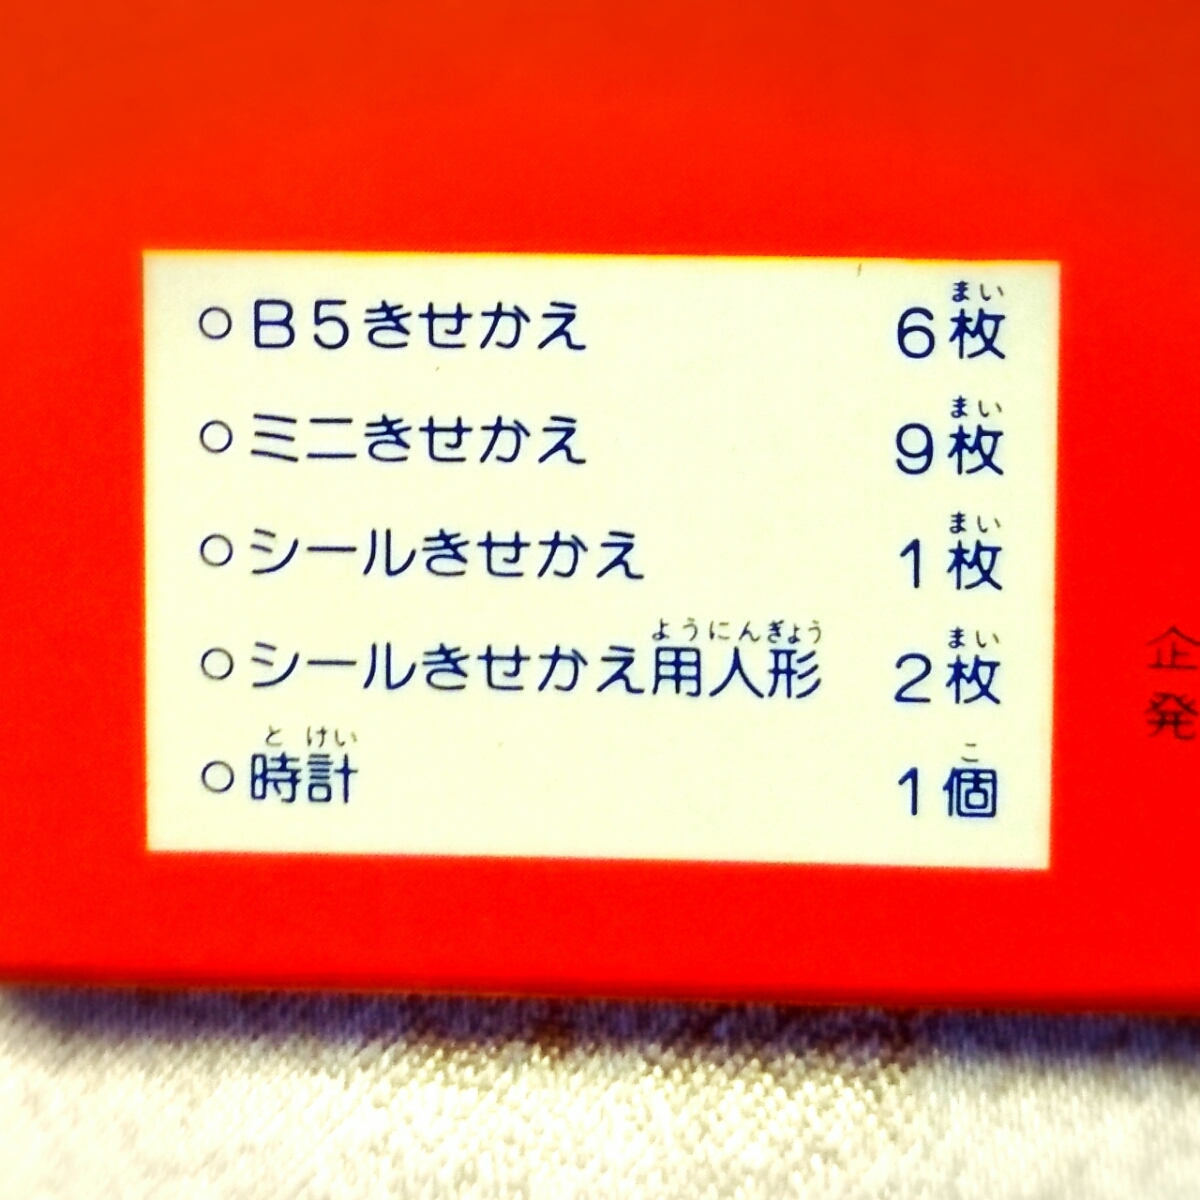 ○B5きせかえ 6枚
○ミニきせかえ 9枚
○シールきせかえ 1枚
○シールきせかえ用人形 2枚
○時計 1個
企
発